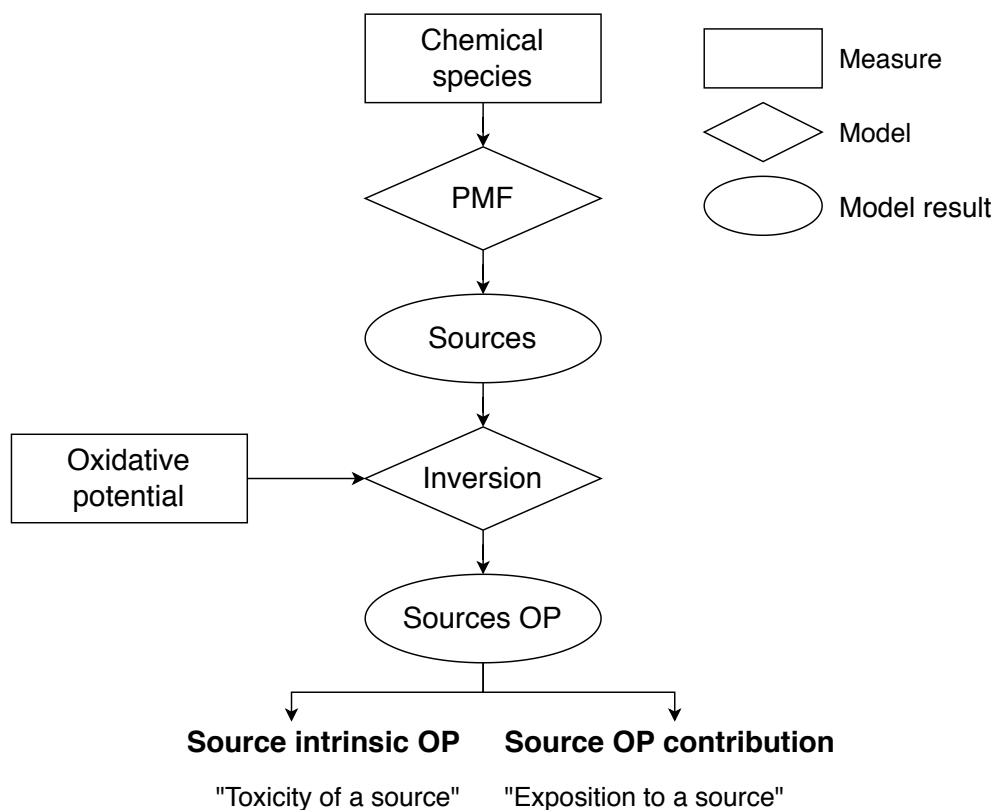 Chemical
species
Measure
Model
PMF
Model result
Sources
Oxidative
potential
Inversion
Sources OP
Source intrinsic OP
Source OP contribution
"Toxicity of a source"
"Exposition to a source"